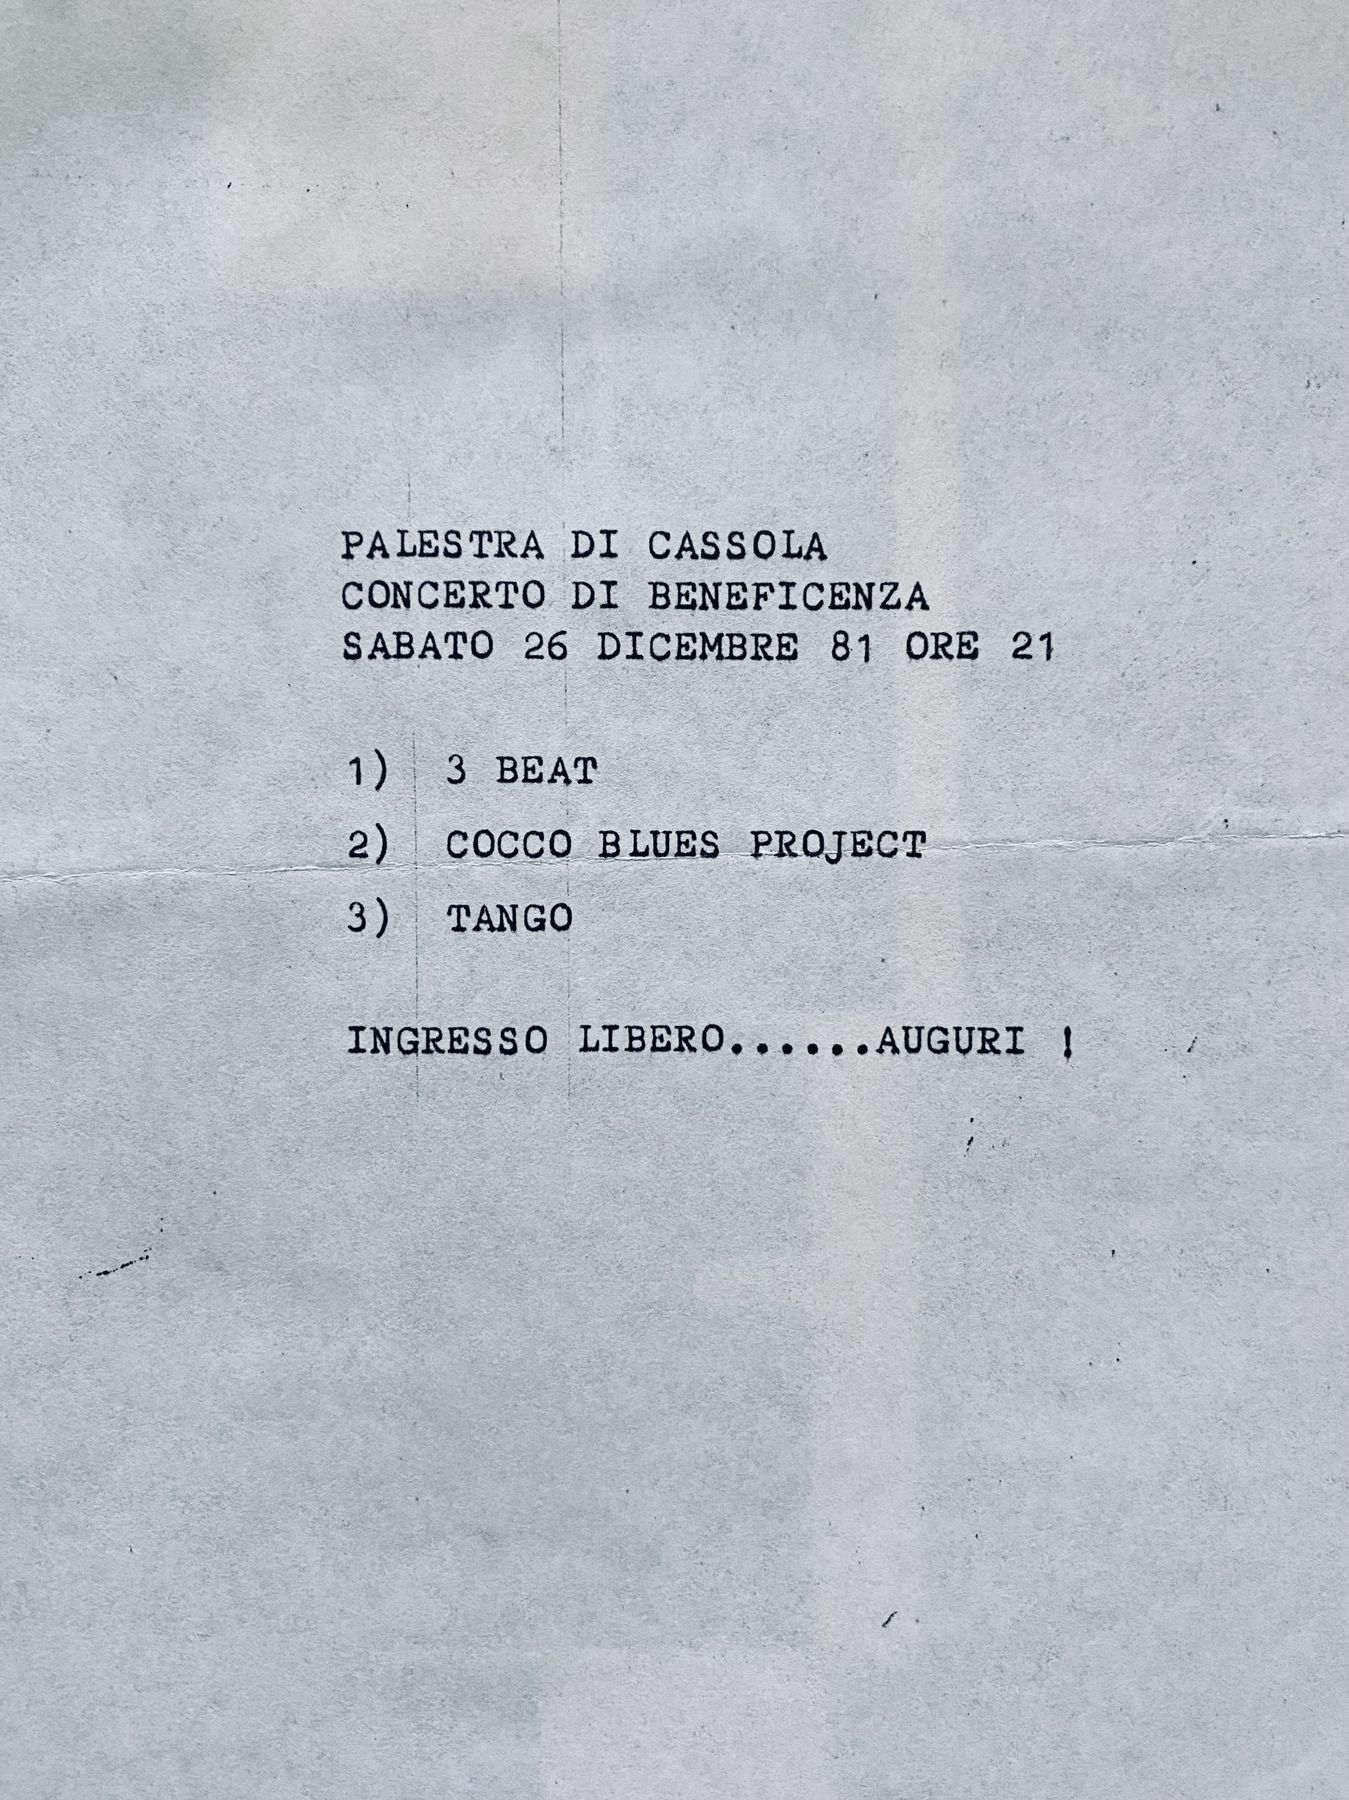 PALESTRA DI CASSOLA
CONCERTO DI BENEFICENZA
SABATO 26 DICEMBRE 81 ORE 21
1) 3 BEAT
2) COCCO BLUES PROJECT
3) TANGO
INGRESSO LIBERO......AUGURI !